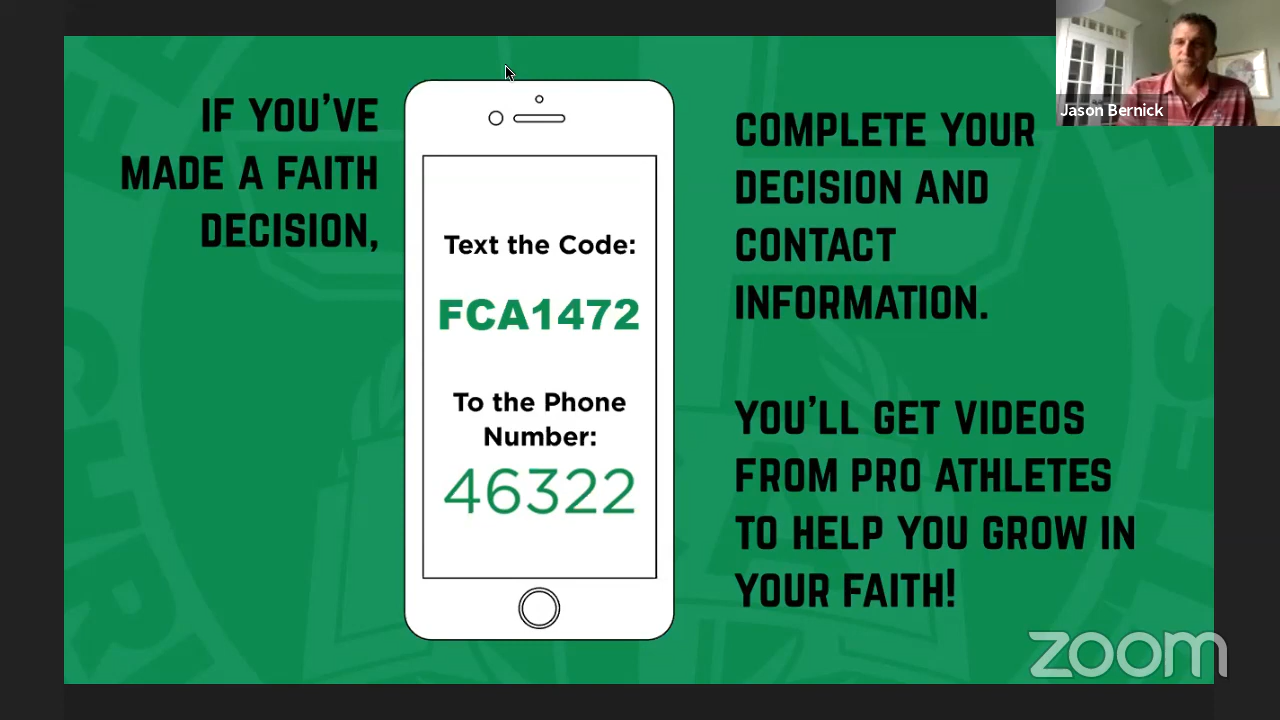 IF YOU'VE
MADE A FAITH
DECISION,
Text the Code:
FCA1472
To the Phone
Number:
46322
COMPLETE YOUR
DECISION AND
CONTACT
INFORMATION.
YOU'LL GET VIDEOS
FROM PRO ATHLETES
TO HELP YOU GROW IN
YOUR FAITH!
Jason Bernick
zoom